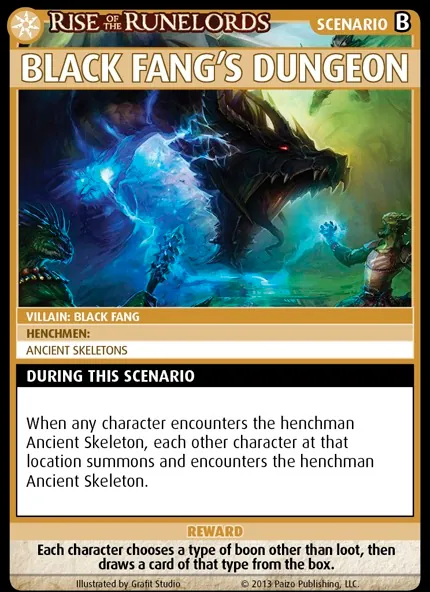 RISE OF THE RUNELORDS SCENARIO B
BLACK FANG'S DUNGEON
VILLAIN: BLACK FANG
HENCHMEN:
ANCIENT SKELETONS
DURING THIS SCENARIO
When any character encounters the henchman
Ancient Skeleton, each other character at that
location summons and encounters the henchman
Ancient Skeleton.
REWARD
Each character chooses a type of boon other than loot, then
draws a card of that type from the box.
Illustrated by Grafit Studio © 2013 Paizo Publishing, LLC.